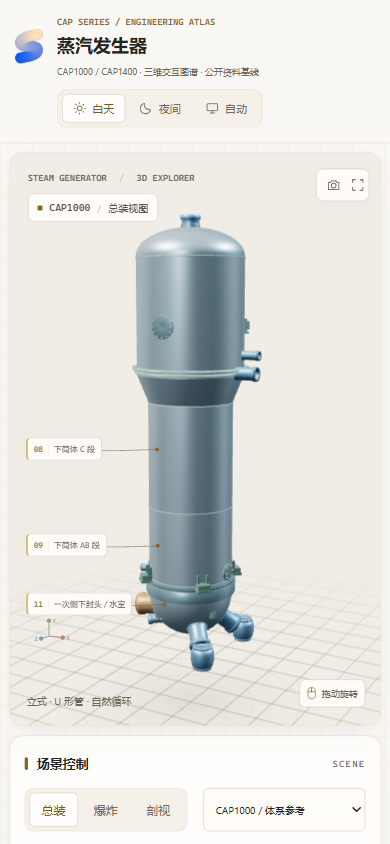 CAP SERIES / ENGINEERING ATLAS
蒸汽发生器
CAP1000 / CAP1400 · 三维交互图谱 · 公开资料基线
白天 夜间 自动
STEAM GENERATOR / 3D EXPLORER
CAP1000 / 总装视图
08 下筒体 C 段
09 下筒体 AB 段
11 一次侧下封头 / 水室
Y
Z X
立式 · U 形管 · 自然循环
拖动旋转
场景控制 SCENE
总装 爆炸 剖视 CAP1000 / 体系参考